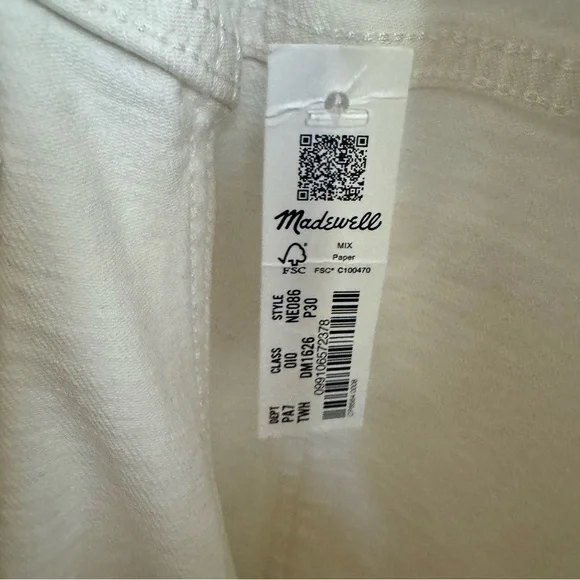 Madewell
MIX
Paper
FSC
FSC® C100470
DEPT CLASS STYLE
PA7 010 NE086
TWH DM1626 P30
099106572378